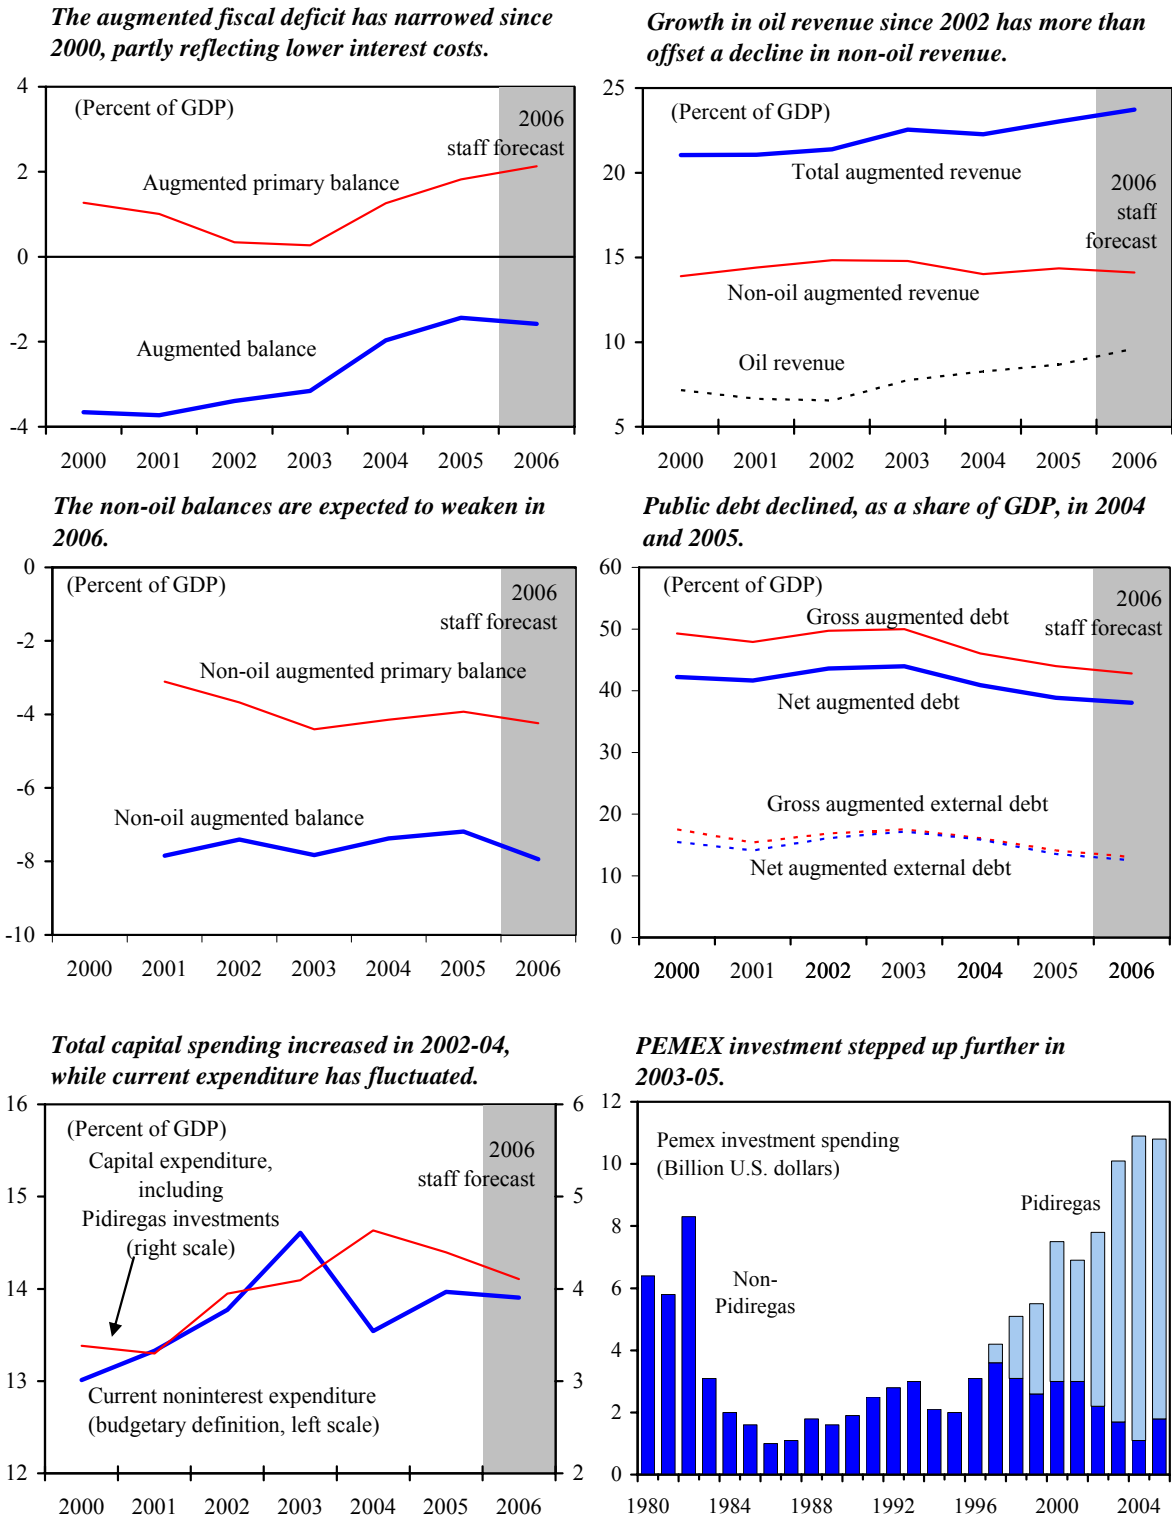 The augmented fiscal deficit has narrowed since
2000, partly reflecting lower interest costs.
4
2
0
-2
-4
(Percent of GDP)
2006
staff forecast
Augmented primary balance
Augmented balance
2000 2001 2002 2003 2004 2005 2006
Growth in oil revenue since 2002 has more than
offset a decline in non-oil revenue.
25
20
15
10
5
(Percent of GDP)
Total augmented revenue
2006
staff
forecast
Non-oil augmented revenue
Oil revenue
2000 2001 2002 2003 2004 2005 2006
The non-oil balances are expected to weaken in
2006.
0
-2
-4
-6
-8
-10
(Percent of GDP)
2006
staff forecast
Non-oil augmented primary balance
Non-oil augmented balance
2000 2001 2002 2003 2004 2005 2006
Public debt declined, as a share of GDP, in 2004
and 2005.
60
50
40
30
20
10
0
(Percent of GDP)
2006
staff forecast
Gross augmented debt
Net augmented debt
Gross augmented external debt
Net augmented external debt
2000 2001 2002 2003 2004 2005 2006
Total capital spending increased in 2002-04,
while current expenditure has fluctuated.
16
15
14
13
12
6
5
4
3
2
(Percent of GDP)
Capital expenditure,
including
Pidiregas investments
(right scale)
2006
staff forecast
Current noninterest expenditure
(budgetary definition, left scale)
2000 2001 2002 2003 2004 2005 2006
PEMEX investment stepped up further in
2003-05.
12
10
8
6
4
2
0
Pemex investment spending
(Billion U.S. dollars)
Pidiregas
Non-
Pidiregas
1980 1984 1988 1992 1996 2000 2004